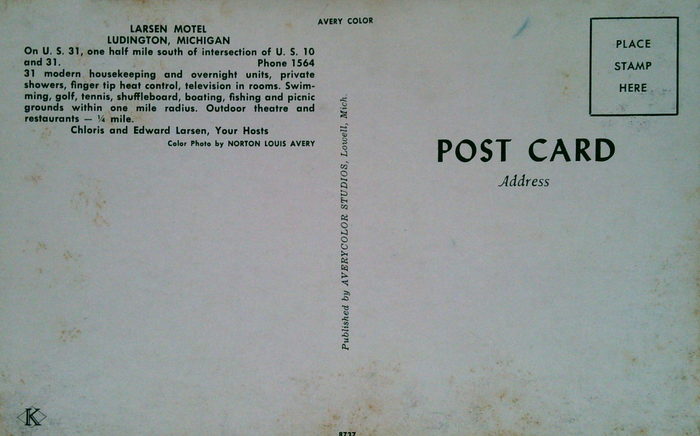 LARSEN MOTEL
LUDINGTON, MICHIGAN
On U. S. 31, one half mile south of intersection of U. S. 10
and 31. Phone 1564
31 modern housekeeping and overnight units, private
showers, finger tip heat control, television in rooms. Swim-
ming, golf, tennis, shuffleboard, boating, fishing and picnic
grounds within one mile radius. Outdoor theatre and
restaurants — ¼ mile.
Chloris and Edward Larsen, Your Hosts
Color Photo by NORTON LOUIS AVERY
AVERY COLOR
Published by AVERYCOLOR STUDIOS, Lowell, Mich.
PLACE
STAMP
HERE
POST CARD
Address
K
8737